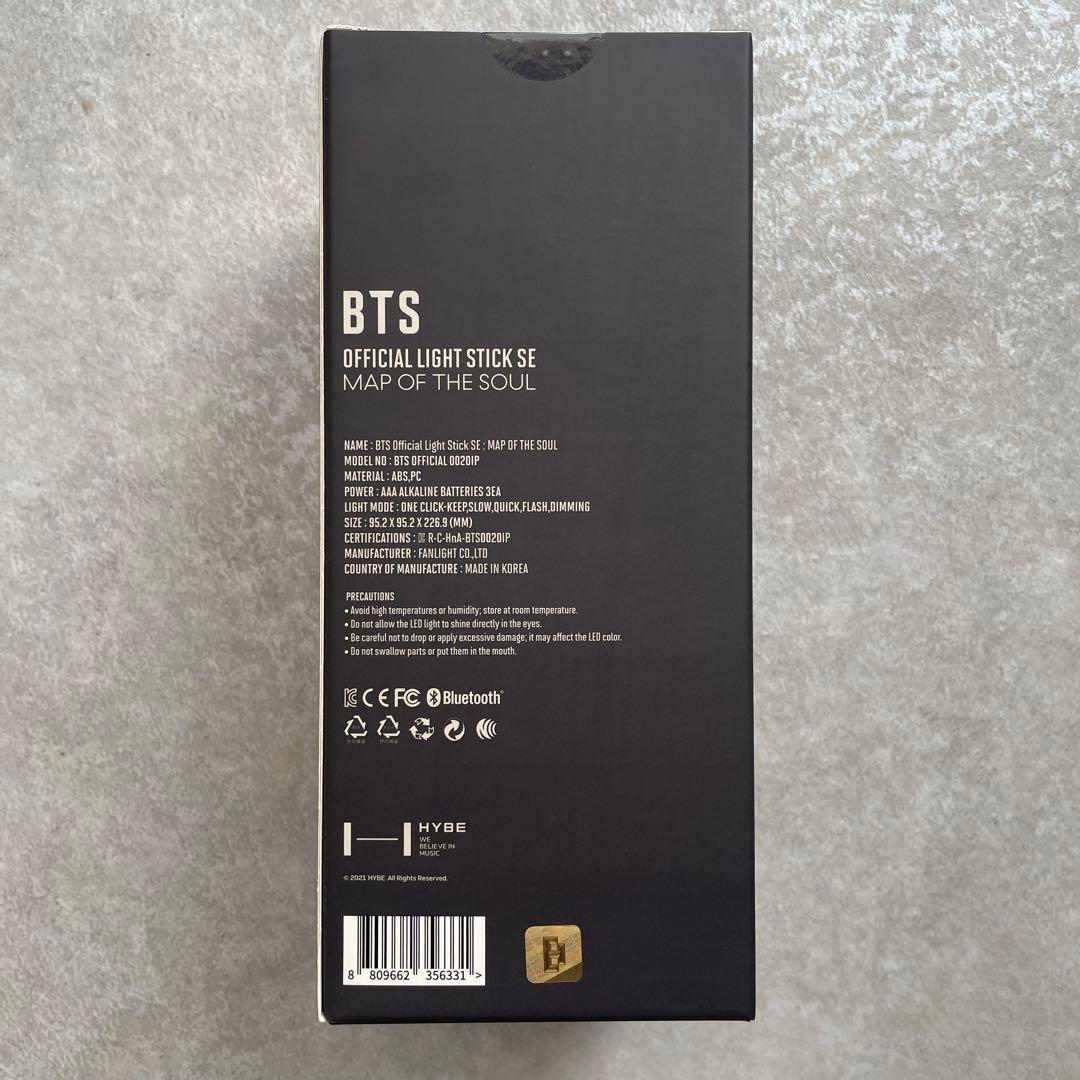 BTS
OFFICIAL LIGHT STICK SE
MAP OF THE SOUL
NAME : BTS Official Light Stick SE : MAP OF THE SOUL
MODEL NO : BTS OFFICIAL 0020IP
MATERIAL : ABS,PC
POWER : AAA ALKALINE BATTERIES 3EA
LIGHT MODE : ONE CLICK-KEEP,SLOW,QUICK,FLASH,DIMMING
SIZE : 95.2 X 95.2 X 226.9 (MM)
CERTIFICATIONS : R-C-HnA-BTS0020IP
MANUFACTURER : FANLIGHT CO.,LTD
COUNTRY OF MANUFACTURE : MADE IN KOREA
PRECAUTIONS
• Avoid high temperatures or humidity; store at room temperature.
• Do not allow the LED light to shine directly in the eyes.
• Be careful not to drop or apply excessive damage; it may affect the LED color.
• Do not swallow parts or put them in the mouth.
CE FC Bluetooth
HYBE
WE
BELIEVE IN
MUSIC
© 2021 HYBE. All Rights Reserved.
8 809662 356331 >